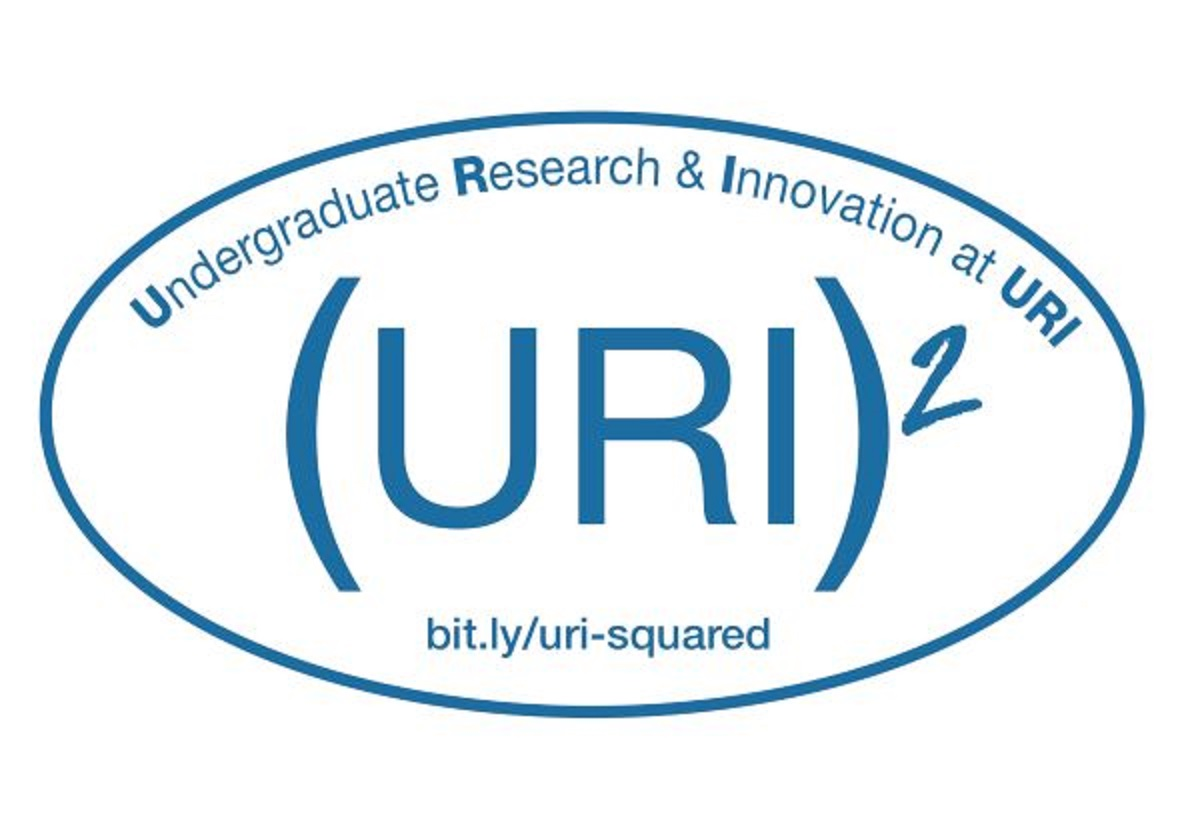 Undergraduate Research & Innovation at URI
(URI)2
bit.ly/uri-squared